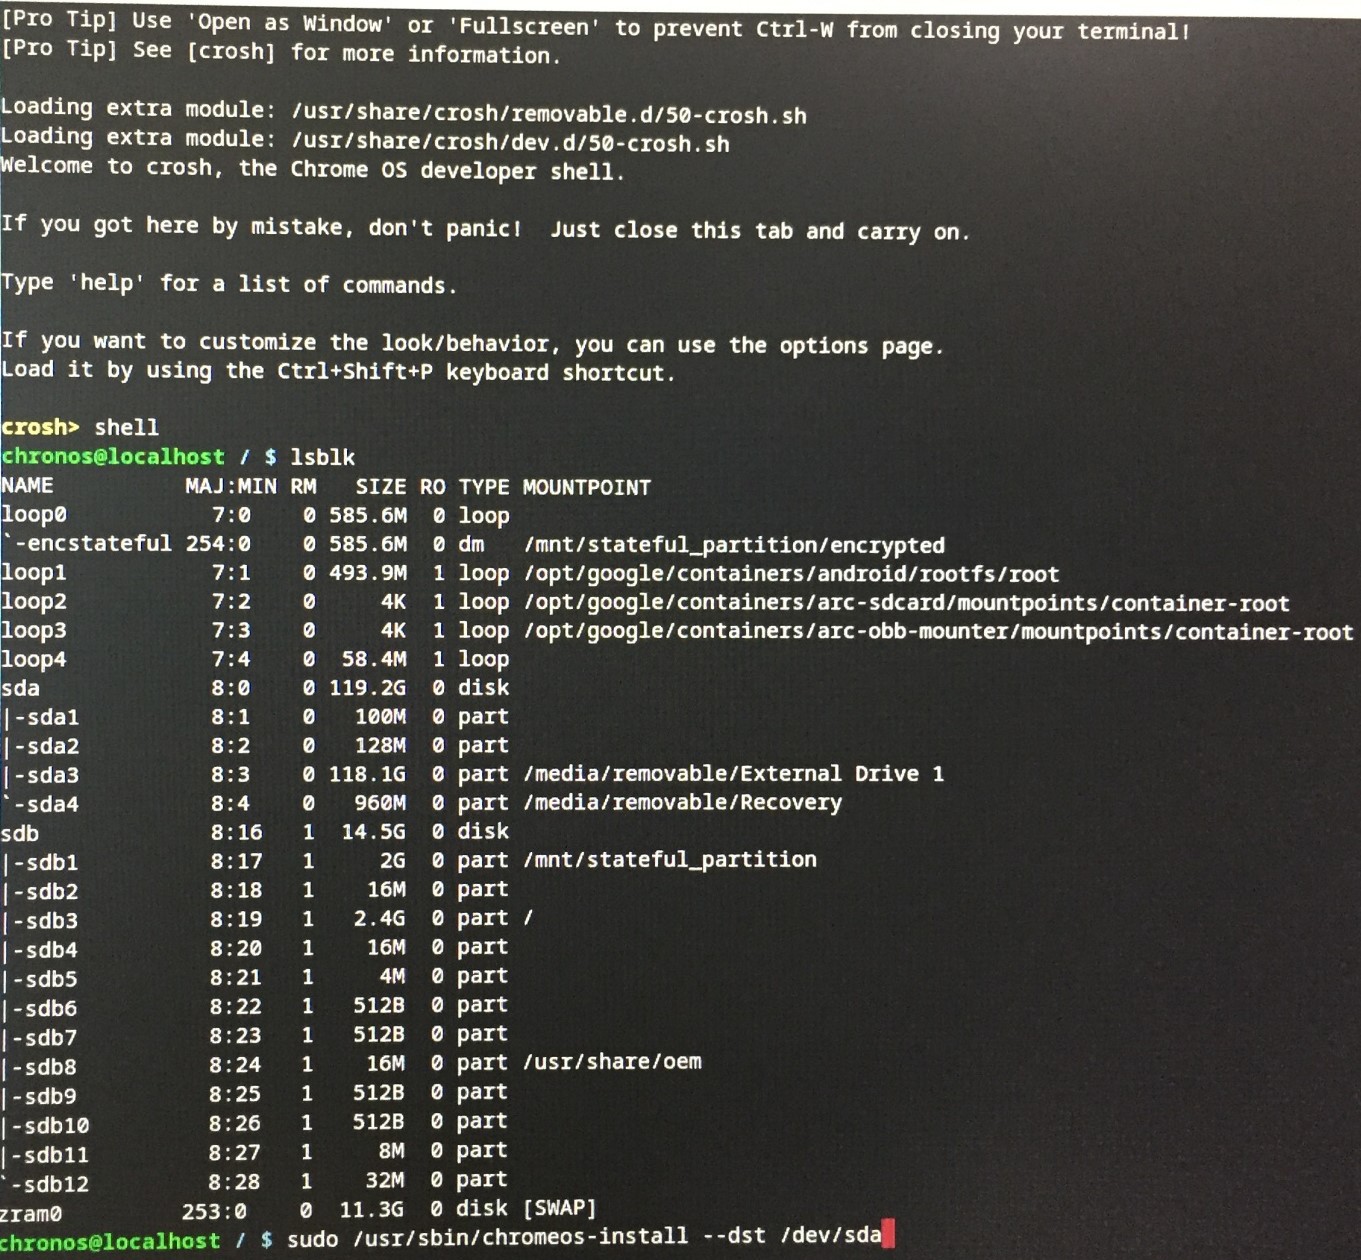 [Pro Tip] Use 'Open as Window' or 'Fullscreen' to prevent Ctrl-W from closing your terminal!
[Pro Tip] See [crosh] for more information.
Loading extra module: /usr/share/crosh/removable.d/50-crosh.sh
Loading extra module: /usr/share/crosh/dev.d/50-crosh.sh
Welcome to crosh, the Chrome OS developer shell.
If you got here by mistake, don't panic!  Just close this tab and carry on.
Type 'help' for a list of commands.
If you want to customize the look/behavior, you can use the options page.
Load it by using the Ctrl+Shift+P keyboard shortcut.
crosh> shell
chronos@localhost / $ lsblk
NAME          MAJ:MIN RM   SIZE RO TYPE MOUNTPOINT
loop0           7:0    0 585.6M  0 loop
`-encstateful 254:0    0 585.6M  0 dm   /mnt/stateful_partition/encrypted
loop1           7:1    0 493.9M  1 loop /opt/google/containers/android/rootfs/root
loop2           7:2    0     4K  1 loop /opt/google/containers/arc-sdcard/mountpoints/container-root
loop3           7:3    0     4K  1 loop /opt/google/containers/arc-obb-mounter/mountpoints/container-root
loop4           7:4    0  58.4M  1 loop
sda             8:0    0 119.2G  0 disk
|-sda1          8:1    0   100M  0 part
|-sda2          8:2    0   128M  0 part
|-sda3          8:3    0 118.1G  0 part /media/removable/External Drive 1
`-sda4          8:4    0   960M  0 part /media/removable/Recovery
sdb             8:16   1  14.5G  0 disk
|-sdb1          8:17   1     2G  0 part /mnt/stateful_partition
|-sdb2          8:18   1    16M  0 part
|-sdb3          8:19   1   2.4G  0 part /
|-sdb4          8:20   1    16M  0 part
|-sdb5          8:21   1     4M  0 part
|-sdb6          8:22   1   512B  0 part
|-sdb7          8:23   1   512B  0 part
|-sdb8          8:24   1    16M  0 part /usr/share/oem
|-sdb9          8:25   1   512B  0 part
|-sdb10         8:26   1   512B  0 part
|-sdb11         8:27   1     8M  0 part
`-sdb12         8:28   1    32M  0 part
zram0         253:0    0  11.3G  0 disk [SWAP]
chronos@localhost / $ sudo /usr/sbin/chromeos-install --dst /dev/sda